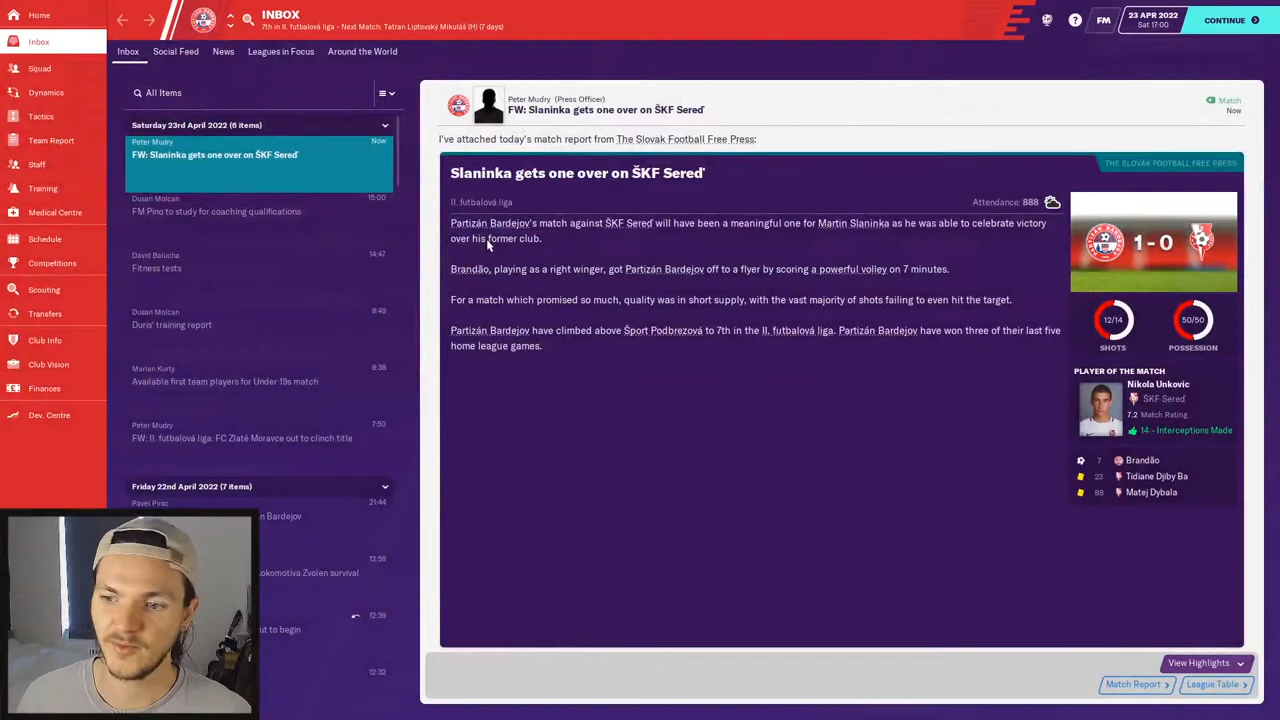 Home
Inbox
Squad
Dynamics
Tactics
Team Report
Staff
Training
Medical Centre
Schedule
Competitions
Scouting
Transfers
Club Info
Club Vision
Finances
Dev. Centre
INBOX
7th in II. futbalová liga - Next Match: Tatran Liptovský Mikuláš (H) (7 days)
FM
23 APR 2022
Sat 17:00
CONTINUE
Inbox
Social Feed
News
Leagues in Focus
Around the World
All Items
Saturday 23rd April 2022 (6 items)
Peter Mudry
Now
FW: Slaninka gets one over on ŠKF Sereď
Dusan Molcan
15:00
FM Pino to study for coaching qualifications
David Balucha
14:47
Fitness tests
Dusan Molcan
8:49
Duris' training report
Marian Kurty
8:38
Available first team players for Under 19s match
Peter Mudry
7:50
FW: II. futbalová liga: FC Zlaté Moravce out to clinch title
Friday 22nd April 2022 (7 items)
Pavel Pirsc
21:44
n Bardejov
12:59
okomotiva Zvolen survival
12:39
ut to begin
12:32
Peter Mudry (Press Officer)
FW: Slaninka gets one over on ŠKF Sereď
Match
Now
I've attached today's match report from The Slovak Football Free Press:
THE SLOVAK FOOTBALL FREE PRESS
Slaninka gets one over on ŠKF Sereď
II. futbalová liga
Attendance: 888
Partizán Bardejov's match against ŠKF Sereď will have been a meaningful one for Martin Slaninka as he was able to celebrate victory
over his former club.
Brandão, playing as a right winger, got Partizán Bardejov off to a flyer by scoring a powerful volley on 7 minutes.
For a match which promised so much, quality was in short supply, with the vast majority of shots failing to even hit the target.
Partizán Bardejov have climbed above Šport Podbrezová to 7th in the II. futbalová liga. Partizán Bardejov have won three of their last five
home league games.
1 - 0
12/14
SHOTS
50/50
POSSESSION
PLAYER OF THE MATCH
Nikola Unkovic
ŠKF Sereď
7.2 Match Rating
14 - Interceptions Made
7 Brandão
23 Tidiane Djiby Ba
88 Matej Dybala
View Highlights
Match Report
League Table